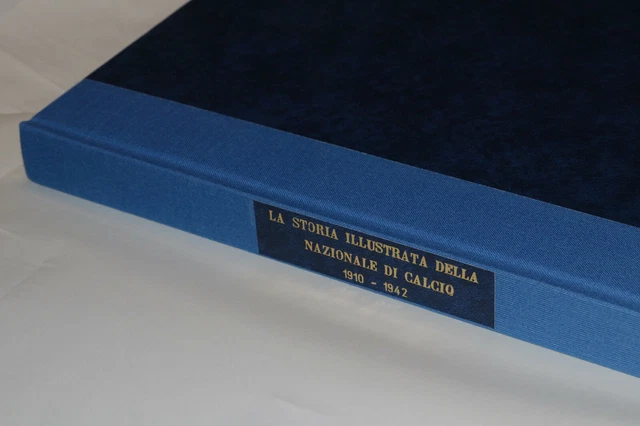 LA STORIA ILLUSTRATA DELLA
NAZIONALE DI CALCIO
1910 - 1942